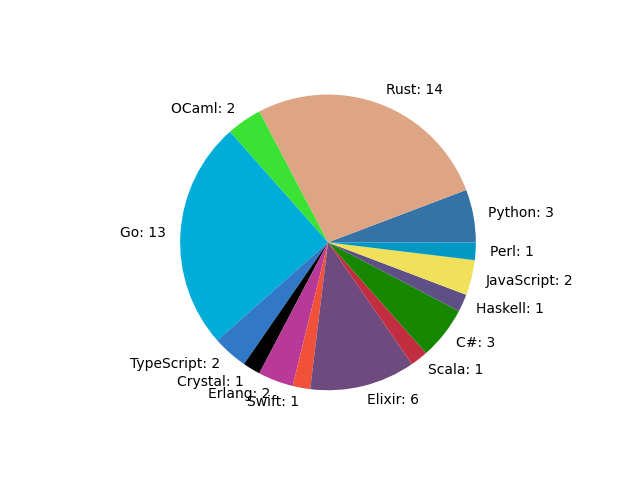 Rust: 14
OCaml: 2
Python: 3
Go: 13
Perl: 1
JavaScript: 2
Haskell: 1
C#: 3
TypeScript: 2
Scala: 1
Crystal: 1
Erlang: 2
Swift: 1
Elixir: 6